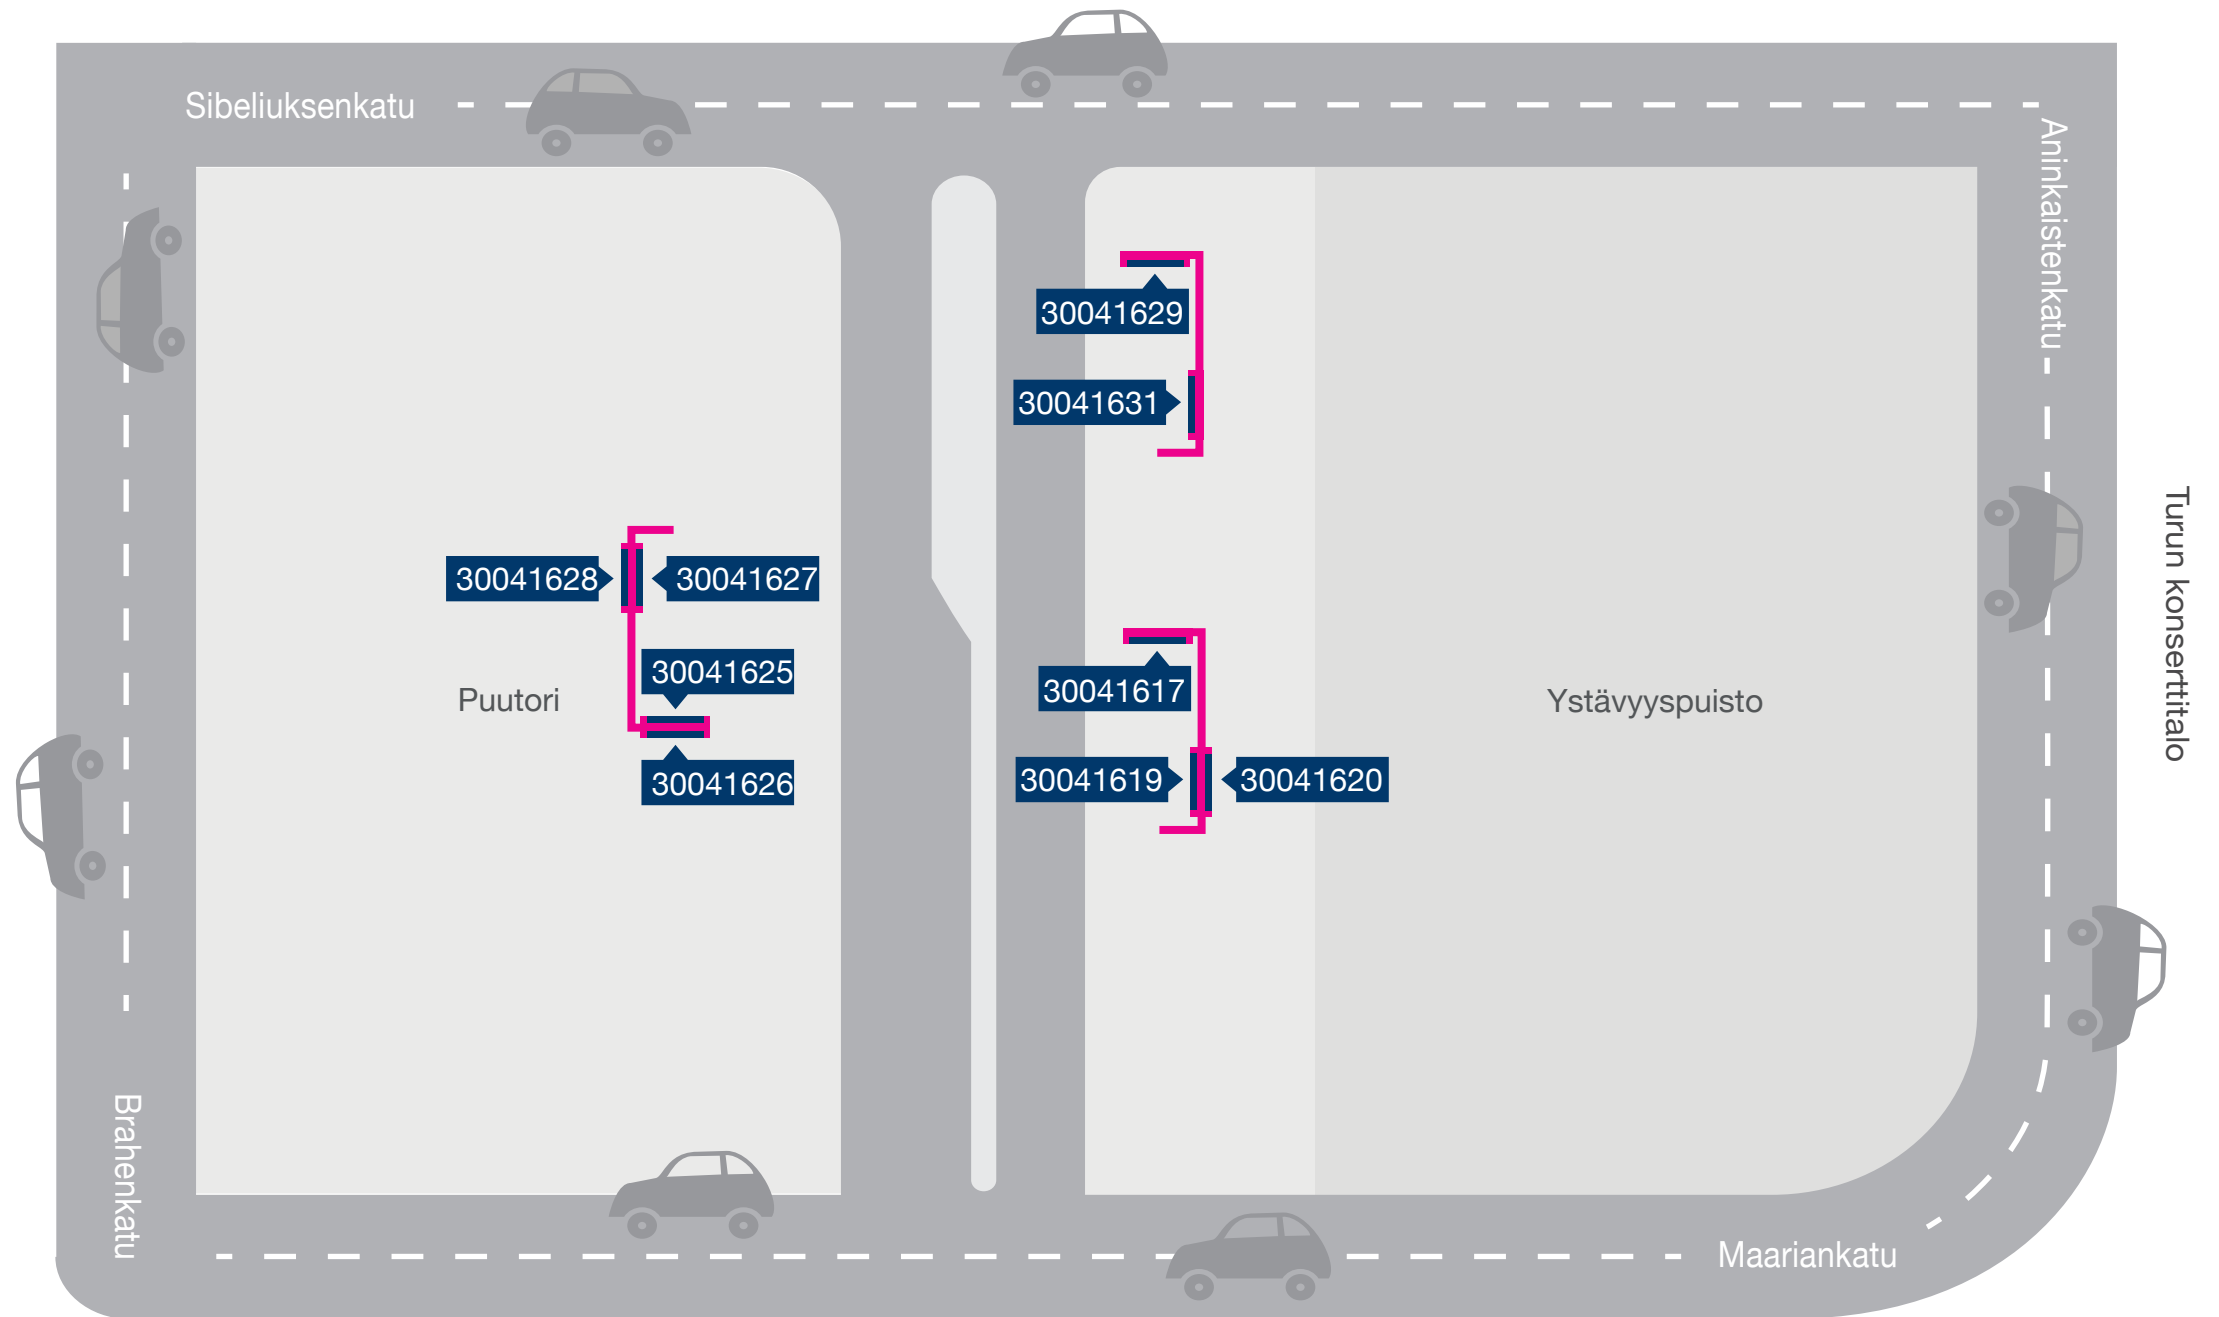 Sibeliuksenkatu
Aninkaistenkatu
30041629
30041631
Turun konserttitalo
30041628
30041627
30041625
30041617
Puutori
Ystävyyspuisto
30041626
30041619
30041620
Brahenkatu
Maariankatu